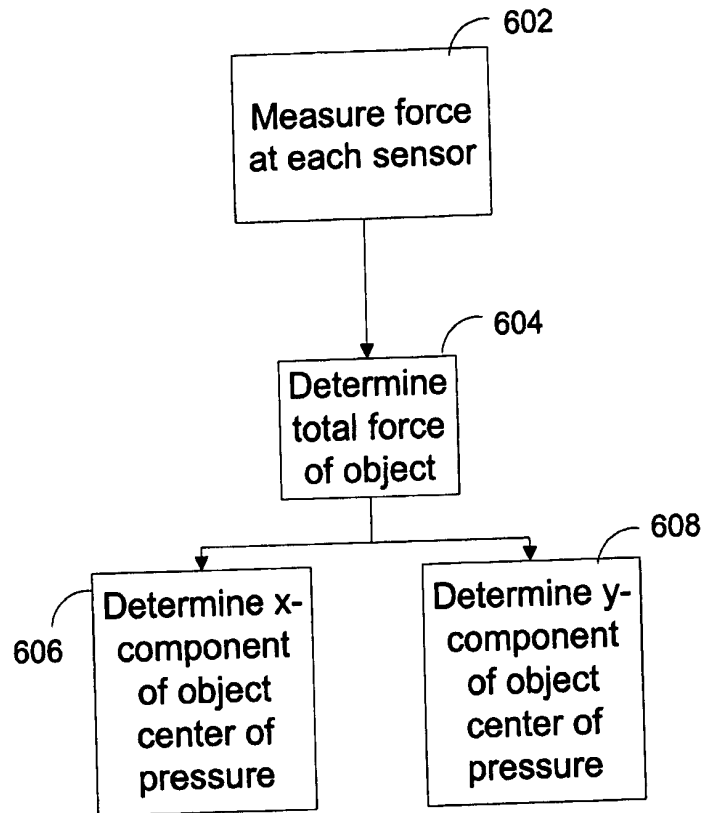 602
Measure force
at each sensor
604
Determine
total force
of object
606
Determine x-
component
of object
center of
pressure
608
Determine y-
component
of object
center of
pressure